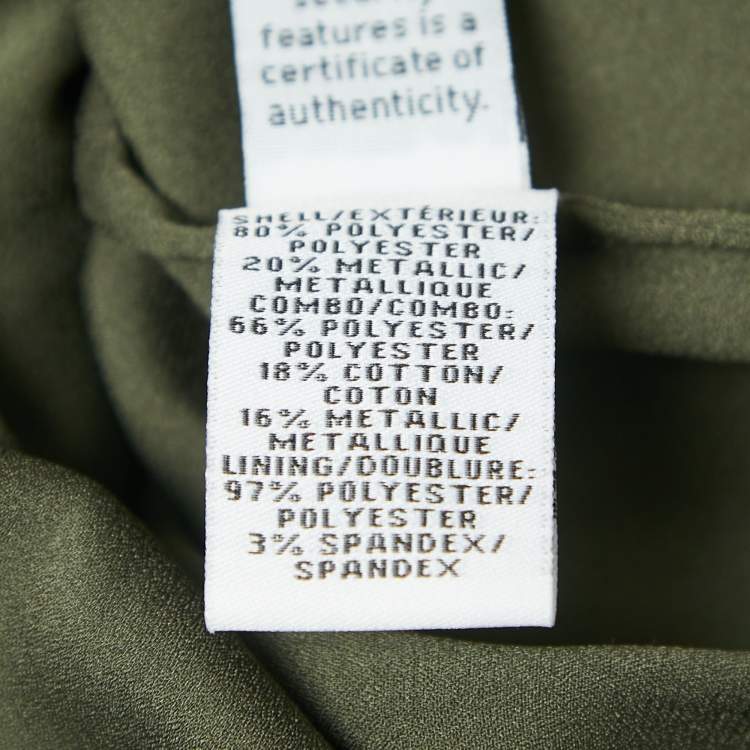 security
features is a
certificate of
authenticity.
SHELL/EXTÉRIEUR:
80% POLYESTER/
POLYESTER
20% METALLIC/
METALLIQUE
COMBO/COMBO:
66% POLYESTER/
POLYESTER
18% COTTON/
COTON
16% METALLIC/
METALLIQUE
LINING/DOUBLURE:
97% POLYESTER/
POLYESTER
3% SPANDEX/
SPANDEX